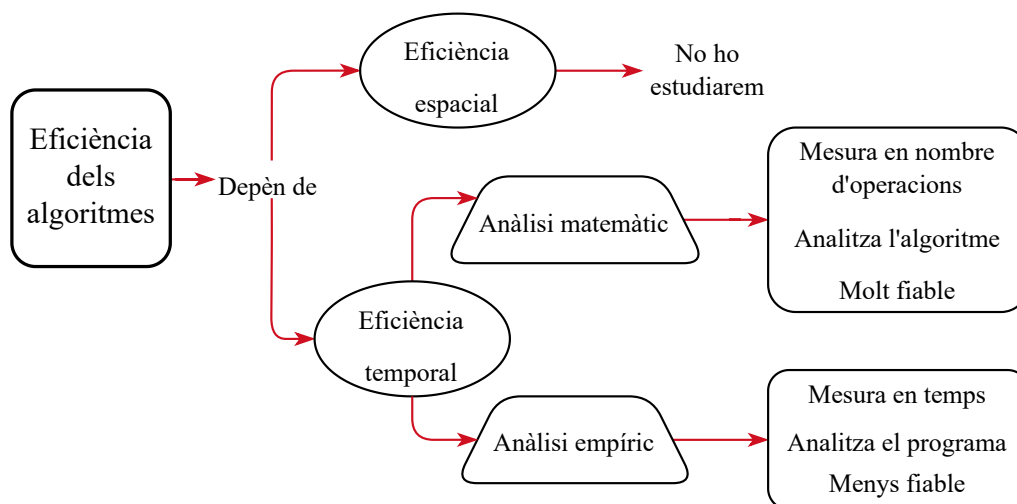 Eficiència
dels
algoritmes
Depèn de
Eficiència
espacial
No ho
estudiarem
Eficiència
temporal
Anàlisi matemàtic
Mesura en nombre
d'operacions
Analitza l'algoritme
Molt fiable
Anàlisi empíric
Mesura en temps
Analitza el programa
Menys fiable